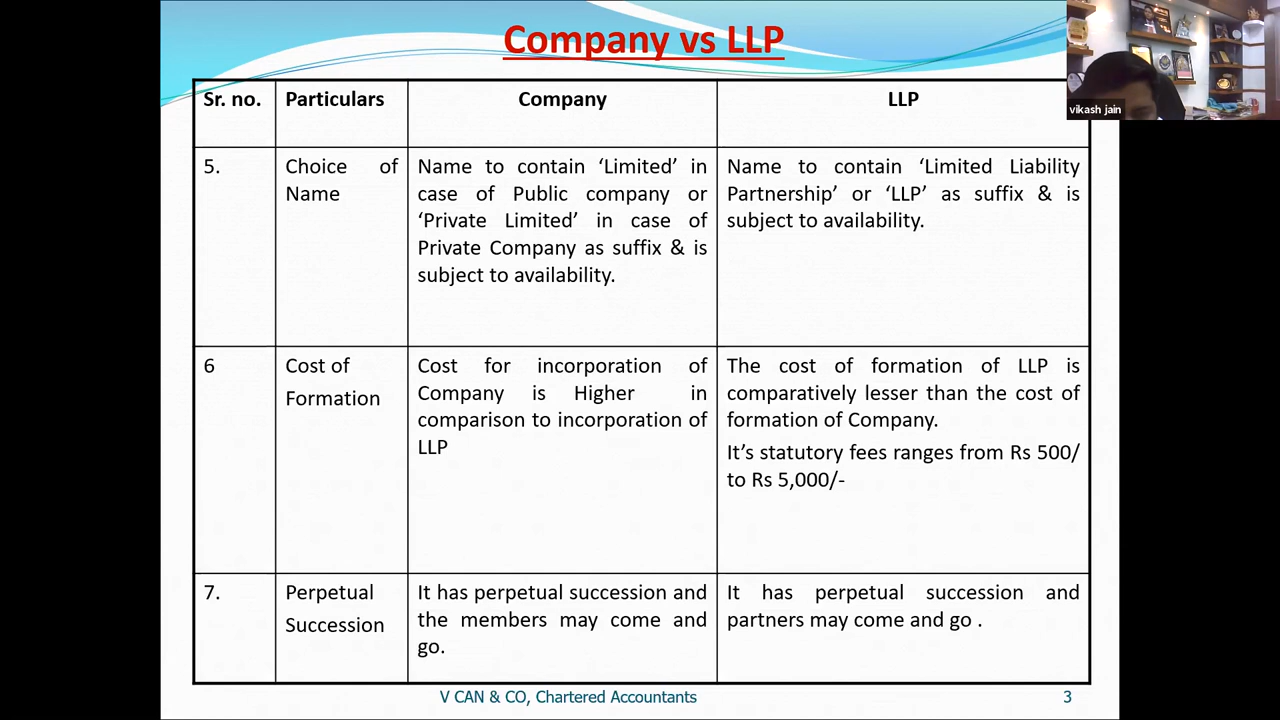 Company vs LLP
vikash jain
Sr. no. Particulars Company LLP
5.
Choice of
Name
Name to contain ‘Limited’ in
case of Public company or
‘Private Limited’ in case of
Private Company as suffix & is
subject to availability.
Name to contain ‘Limited Liability
Partnership’ or ‘LLP’ as suffix & is
subject to availability.
6
Cost of
Formation
Cost for incorporation of
Company is Higher in
comparison to incorporation of
LLP
The cost of formation of LLP is
comparatively lesser than the cost of
formation of Company.
It’s statutory fees ranges from Rs 500/
to Rs 5,000/-
7.
Perpetual
Succession
It has perpetual succession and
the members may come and
go.
It has perpetual succession and
partners may come and go .
V CAN & CO, Chartered Accountants
3